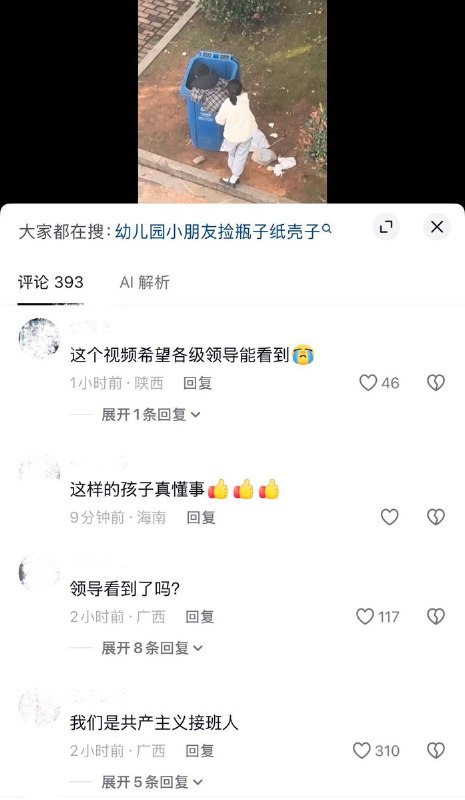 大家都在搜：幼儿园小朋友捡瓶子纸壳子
评论 393 AI 解析
这个视频希望各级领导能看到😭
1小时前 · 陕西 回复 46
展开1条回复
这样的孩子真懂事👍👍👍
9分钟前 · 海南 回复
领导看到了吗?
2小时前 · 广西 回复 117
展开8条回复
我们是共产主义接班人
2小时前 · 广西 回复 310
展开5条回复